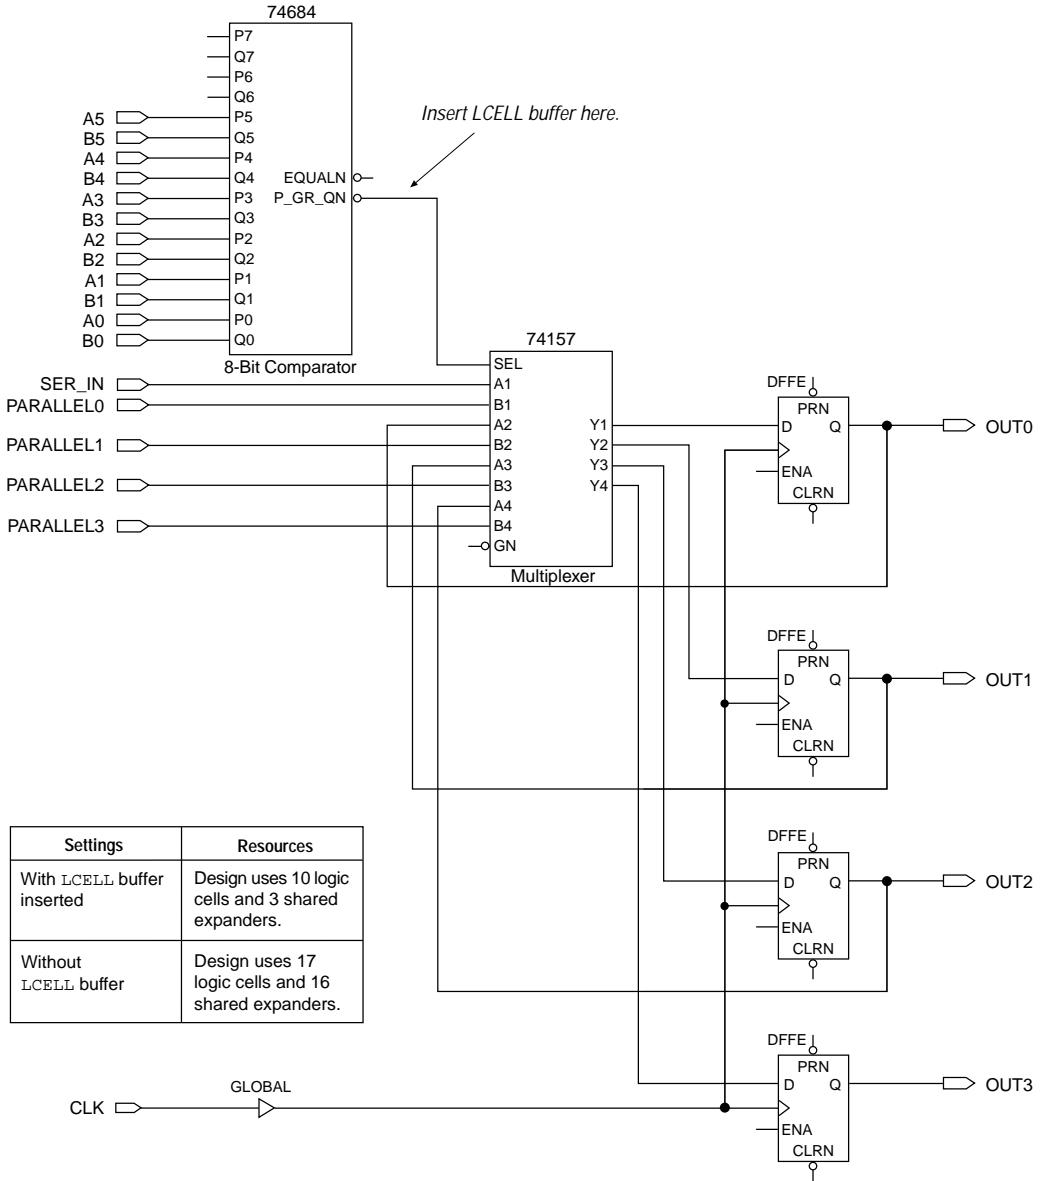 74684
P7
Q7
P6
Q6
A5 P5
Insert LCELL buffer here.
B5 Q5
A4 P4
B4 Q4 EQUALN
A3 P3 P_GR_QN
B3 Q3
A2 P2
B2 Q2
A1 P1
B1 Q1
A0 P0
B0 Q0
8-Bit Comparator
74157
SEL
SER_IN A1
PARALLEL0 B1
A2 Y1
PARALLEL1 B2 Y2
A3 Y3
PARALLEL2 B3 Y4
A4
PARALLEL3 B4
GN
Multiplexer
DFFE
PRN
D Q OUT0
ENA
CLRN
DFFE
PRN
D Q OUT1
ENA
CLRN
DFFE
PRN
D Q OUT2
ENA
CLRN
Settings Resources
With LCELL buffer
inserted
Design uses 10 logic
cells and 3 shared
expanders.
Without
LCELL buffer
Design uses 17
logic cells and 16
shared expanders.
DFFE
PRN
D Q OUT3
ENA
CLRN
GLOBAL
CLK